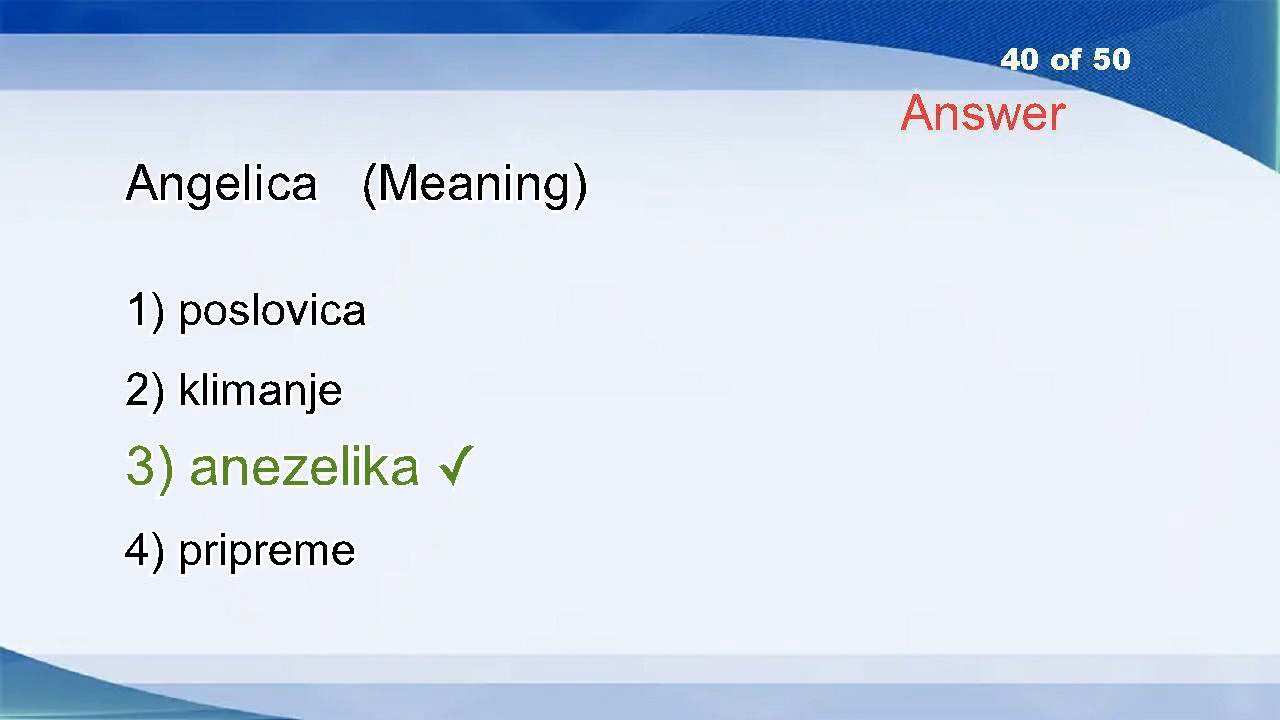 40 of 50
Answer
Angelica (Meaning)
1) poslovica
2) klimanje
3) anezelika ✓
4) pripreme